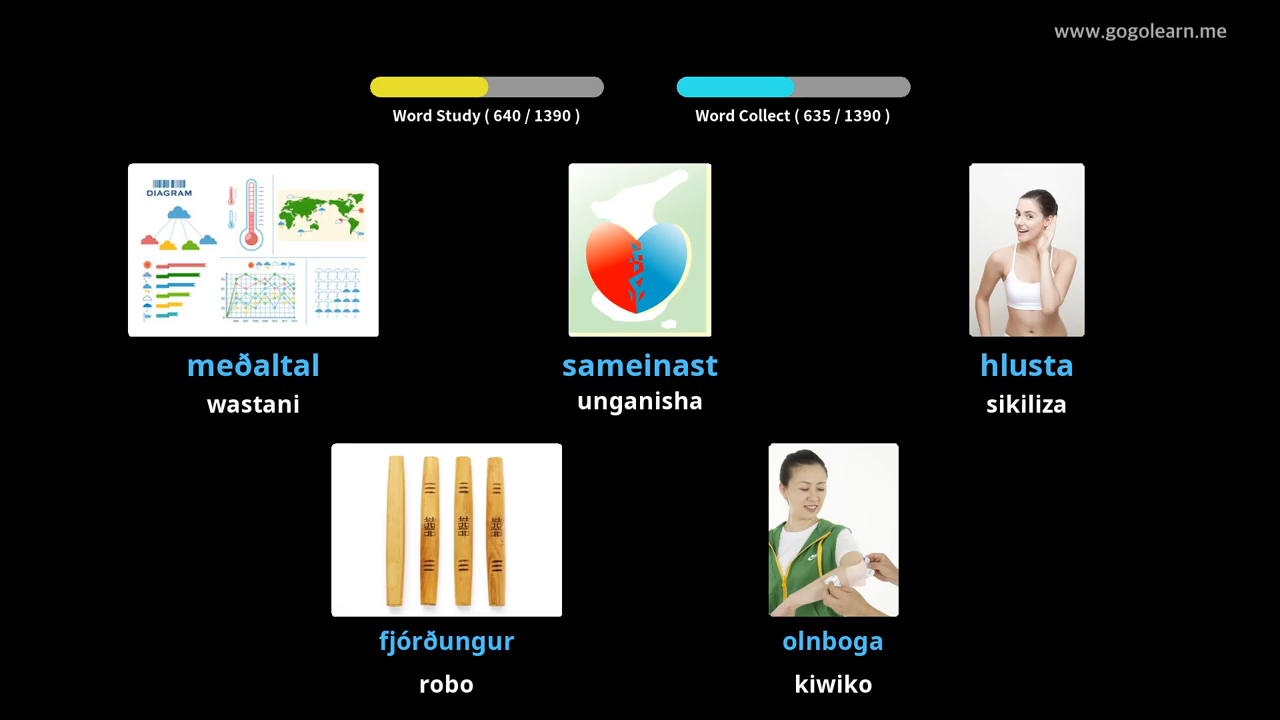 www.gogolearn.me
Word Study ( 640 / 1390 )
Word Collect ( 635 / 1390 )
DIAGRAM
meðaltal
wastani
sameinast
unganisha
hlusta
sikiliza
fjórðungur
robo
olnboga
kiwiko